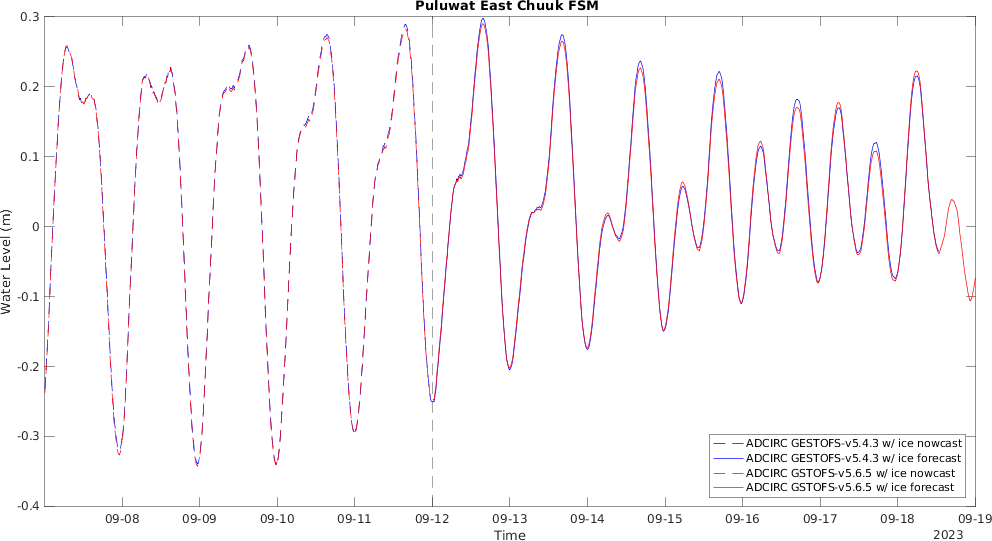 Puluwat East Chuuk FSM
Water Level (m)
0.3
0.2
0.1
0
-0.1
-0.2
-0.3
-0.4
ADCIRC GESTOFS-v5.4.3 w/ ice nowcast
ADCIRC GESTOFS-v5.4.3 w/ ice forecast
ADCIRC GSTOFS-v5.6.5 w/ ice nowcast
ADCIRC GSTOFS-v5.6.5 w/ ice forecast
09-08 09-09 09-10 09-11 09-12 09-13 09-14 09-15 09-16 09-17 09-18 09-19
Time
2023